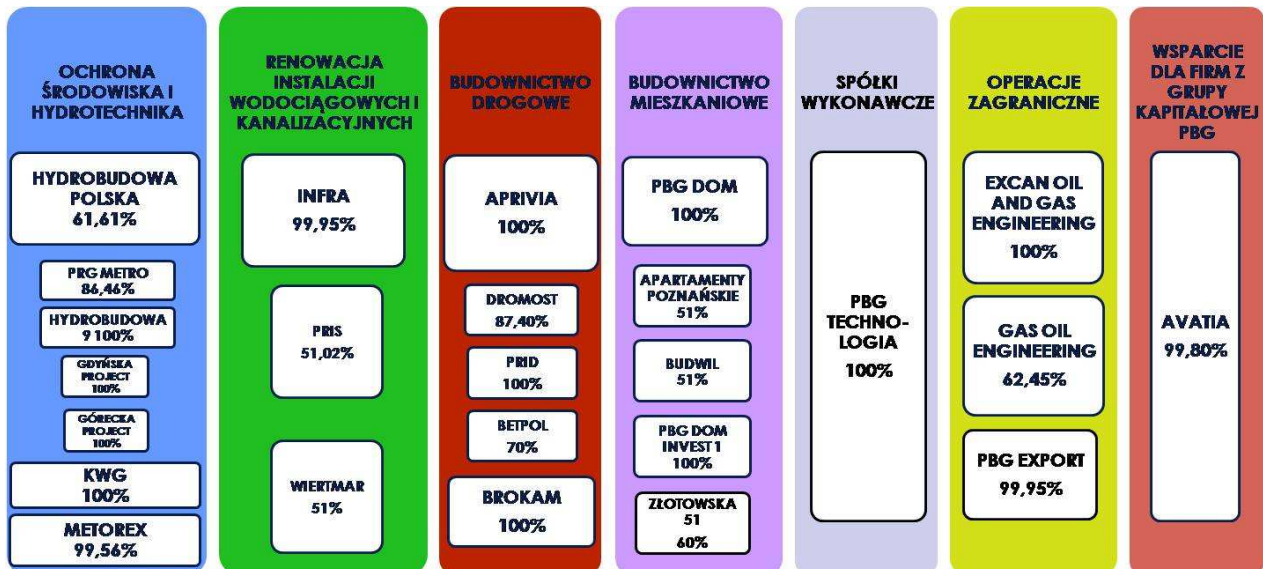 OCHRONA
ŚRODOWISKA I
HYDROTECHNIKA
HYDROBUDOWA
POLSKA
61,61%
PRG METRO
86,46%
HYDROBUDOWA
9 100%
GDYŃSKA
PROJECT
100%
GÓRECKA
PROJECT
100%
KWG
100%
METOREX
99,56%
RENOWACJA
INSTALACJI
WODOCIĄGOWYCH I
KANALIZACYJNYCH
INFRA
99,95%
PRIS
51,02%
WIERTMAR
51%
BUDOWNICTWO
DROGOWE
APRIVIA
100%
DROMOST
87,40%
PRID
100%
BETPOL
70%
BROKAM
100%
BUDOWNICTWO
MIESZKANIOWE
PBG DOM
100%
APARTAMENTY
POZNAŃSKIE
51%
BUDWIL
51%
PBG DOM
INVEST 1
100%
ZŁOTOWSKA
51
60%
SPÓŁKI
WYKONAWCZE
PBG
TECHNO-
LOGIA
100%
OPERACJE
ZAGRANICZNE
EXCAN OIL
AND GAS
ENGINEERING
100%
GAS OIL
ENGINEERING
62,45%
PBG EXPORT
99,95%
WSPARCIE
DLA FIRM Z
GRUPY
KAPITAŁOWEJ
PBG
AVATIA
99,80%